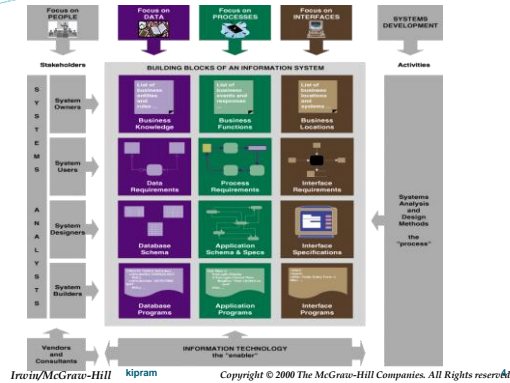 Focus on
PEOPLE
Focus on
DATA
Focus on
PROCESSES
Focus on
INTERFACES
SYSTEMS
DEVELOPMENT
Stakeholders
Activities
BUILDING BLOCKS OF AN INFORMATION SYSTEM
SYSTEMS ANALYSTS
System
Owners
List of
business
entities
and
rules ...
Business
Knowledge
List of
business
events and
responses
...
Business
Functions
List of
business
locations
and
systems ...
Business
Locations
System
Users
Data
Requirements
Process
Requirements
Interface
Requirements
System
Designers
Database
Schema
Application
Schema & Specs
Interface
Specifications
System
Builders
Database
Programs
Application
Programs
Interface
Programs
Systems
Analysis
and
Design
Methods
the
"process"
Vendors
and
Consultants
INFORMATION TECHNOLOGY
the "enabler"
Irwin/McGraw-Hill
kipram
Copyright © 2000 The McGraw-Hill Companies. All Rights reserved